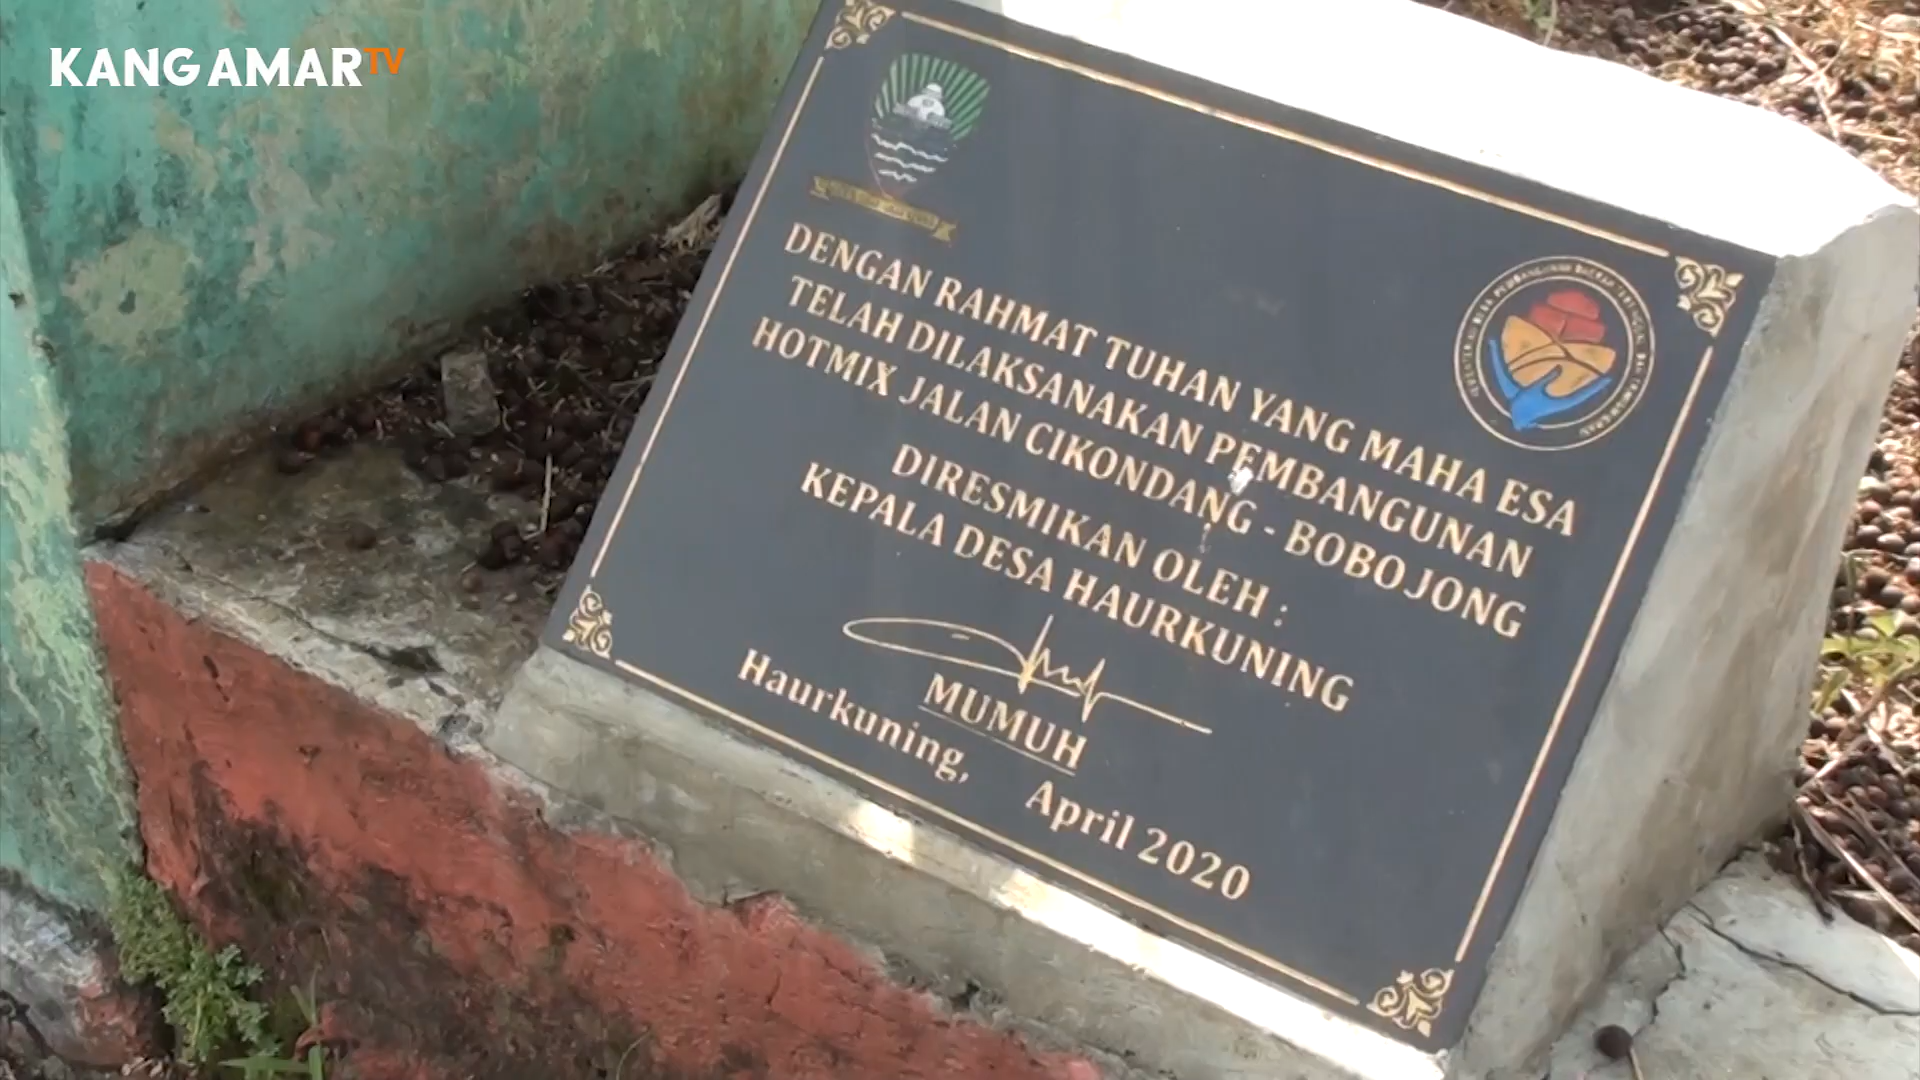 KANG AMAR TV
DENGAN RAHMAT TUHAN YANG MAHA ESA
TELAH DILAKSANAKAN PEMBANGUNAN
HOTMIX JALAN CIKONDANG - BOBOJONG
DIRESMIKAN OLEH :
KEPALA DESA HAURKUNING
MUMUH
Haurkuning, April 2020